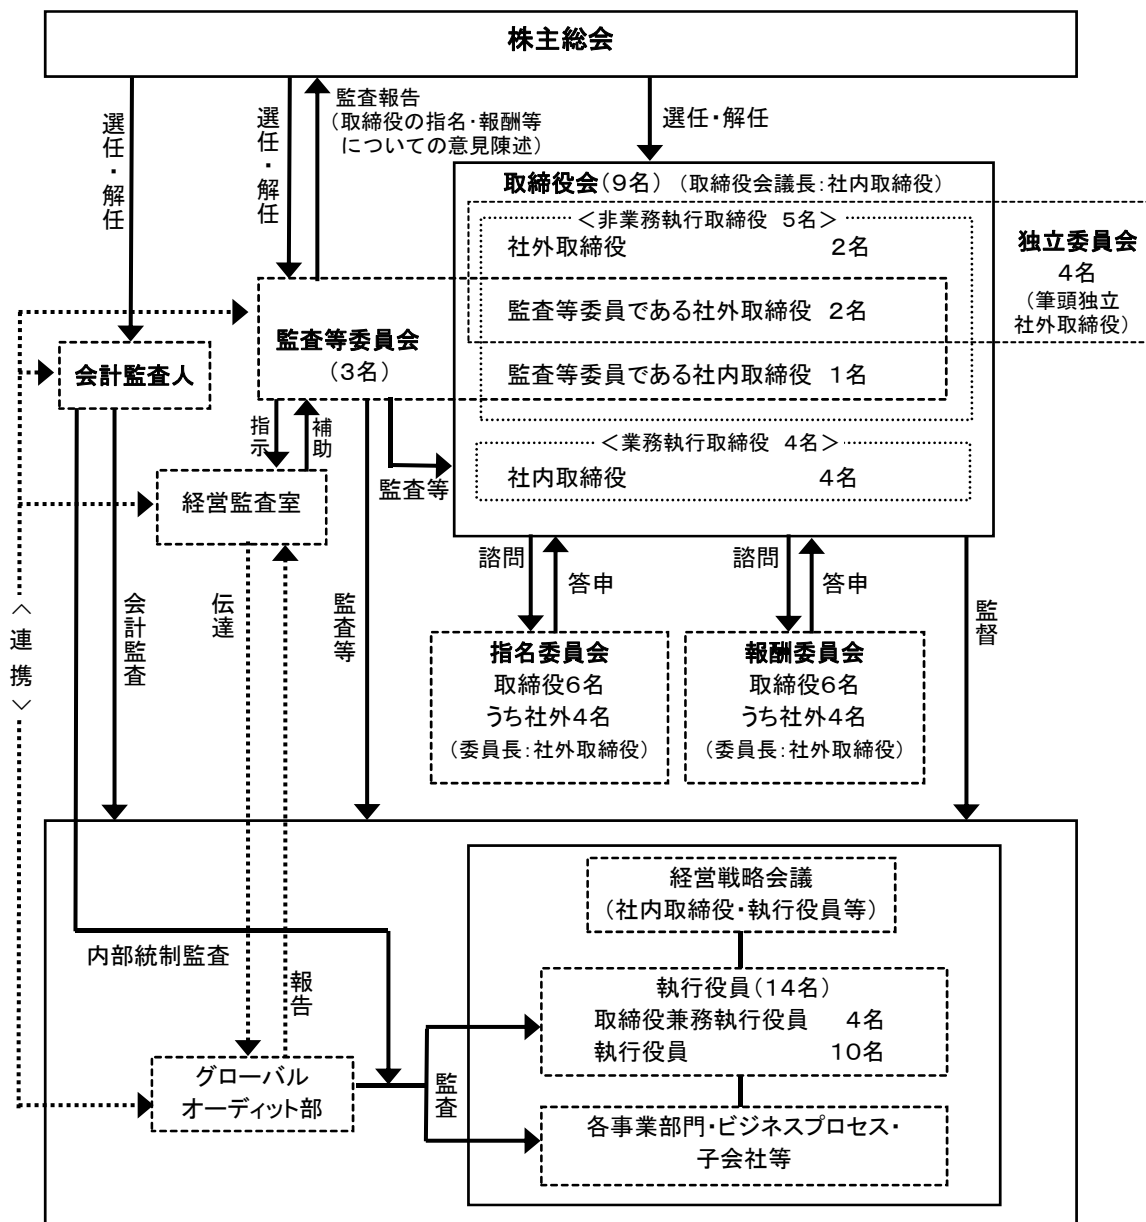 株主総会
選任・解任
選任・解任
監査報告
（取締役の指名・報酬等
についての意見陳述）
選任・解任
取締役会（９名）（取締役会議長：社内取締役）
＜非業務執行取締役 ５名＞
社外取締役 ２名
監査等委員である社外取締役 ２名
監査等委員である社内取締役 １名
独立委員会
４名
（筆頭独立
社外取締役）
監査等委員会
（３名）
会計監査人
指示
補助
監査等
＜業務執行取締役 ４名＞
社内取締役 ４名
経営監査室
諮問
答申
諮問
答申
＜連携＞
会計監査
伝達
監査等
監督
指名委員会
取締役６名
うち社外４名
（委員長：社外取締役）
報酬委員会
取締役６名
うち社外４名
（委員長：社外取締役）
経営戦略会議
（社内取締役・執行役員等）
内部統制監査
報告
執行役員（１４名）
取締役兼務執行役員 ４名
執行役員 １０名
グローバル
オーディット部
監査
各事業部門・ビジネスプロセス・
子会社等